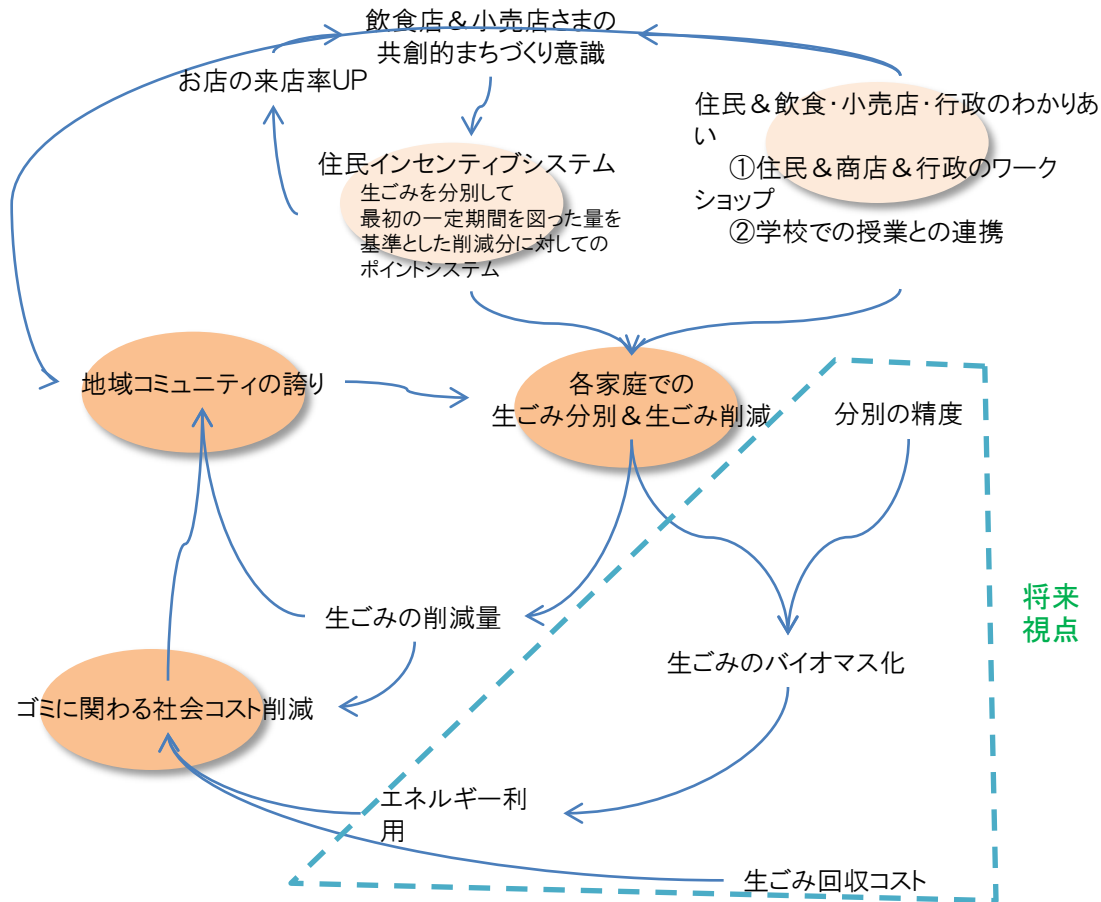 飲食店＆小売店さまの
共創的まちづくり意識
お店の来店率UP
住民＆飲食・小売店・行政のわかりあ
い
①住民＆商店＆行政のワーク
ショップ
②学校での授業との連携
住民インセンティブシステム
生ごみを分別して
最初の一定期間を図った量を
基準とした削減分に対しての
ポイントシステム
地域コミュニティの誇り
各家庭での
生ごみ分別＆生ごみ削減
分別の精度
将来
視点
生ごみの削減量
生ごみのバイオマス化
ゴミに関わる社会コスト削減
エネルギー利
用
生ごみ回収コスト